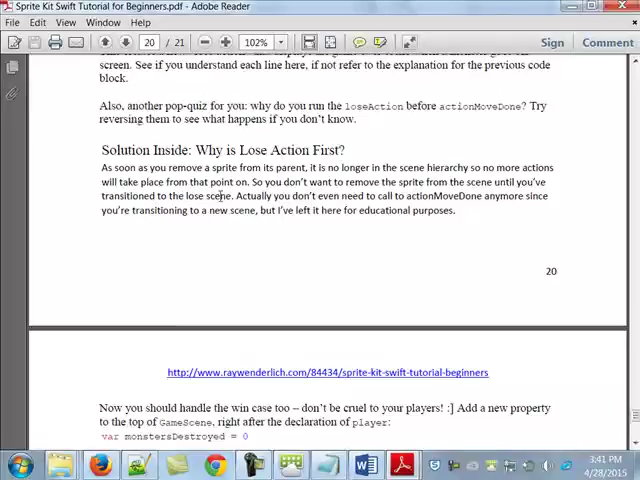 Sprite Kit Swift Tutorial for Beginners.pdf - Adobe Reader
File Edit View Window Help
20 / 21 102% Sign Comment
screen. See if you understand each line here, if not refer to the explanation for the previous code
block.
Also, another pop-quiz for you: why do you run the loseAction before actionMoveDone? Try
reversing them to see what happens if you don't know.
Solution Inside: Why is Lose Action First?
As soon as you remove a sprite from its parent, it is no longer in the scene hierarchy so no more actions
will take place from that point on. So you don't want to remove the sprite from the scene until you've
transitioned to the lose scene. Actually you don't even need to call to actionMoveDone anymore since
you're transitioning to a new scene, but I've left it here for educational purposes.
20
http://www.raywenderlich.com/84434/sprite-kit-swift-tutorial-beginners
Now you should handle the win case too – don't be cruel to your players! :] Add a new property
to the top of GameScene, right after the declaration of player:
var monstersDestroyed = 0
3:41 PM
4/28/2015